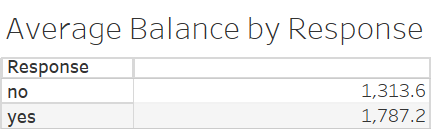 Average Balance by Response
Response
no 1,313.6
yes 1,787.2